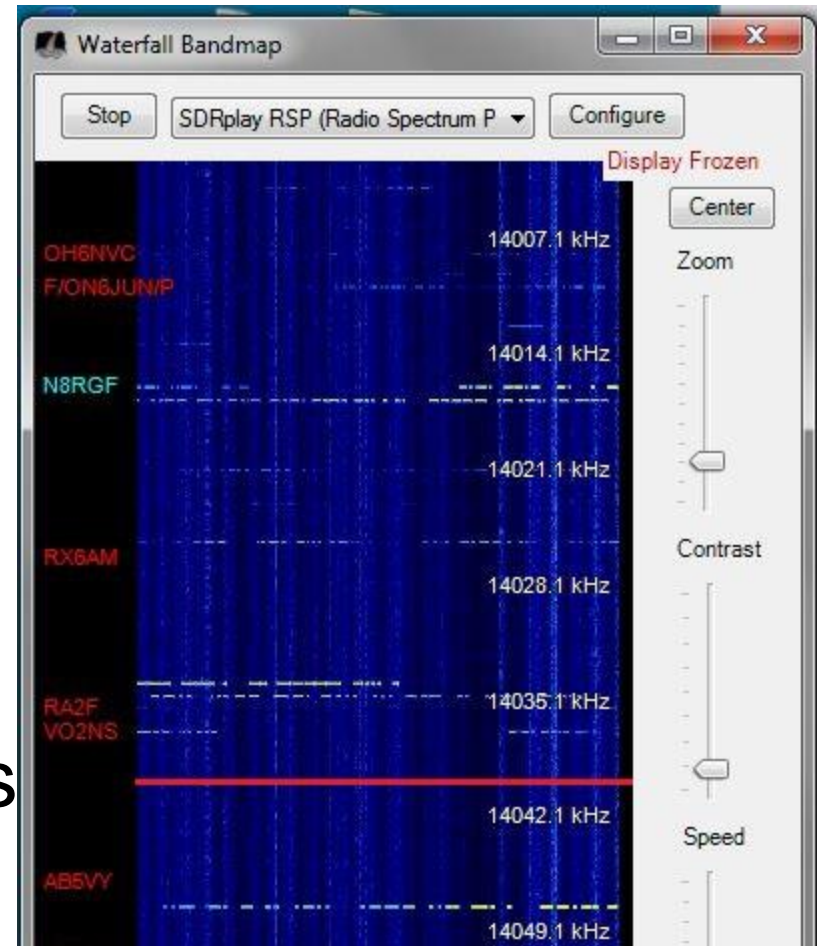 Waterfall Bandmap
Stop SDRplay RSP (Radio Spectrum P Configure
Display Frozen
Center
14007.1 kHz
OH6NVC
Zoom
F/ON6JUN/P
14014.1 kHz
N8RGF
14021.1 kHz
RX6AM
Contrast
14028.1 kHz
RA2F
14035.1 kHz
VO2NS
S
14042.1 kHz
Speed
AB5VY
14049.1 kHz